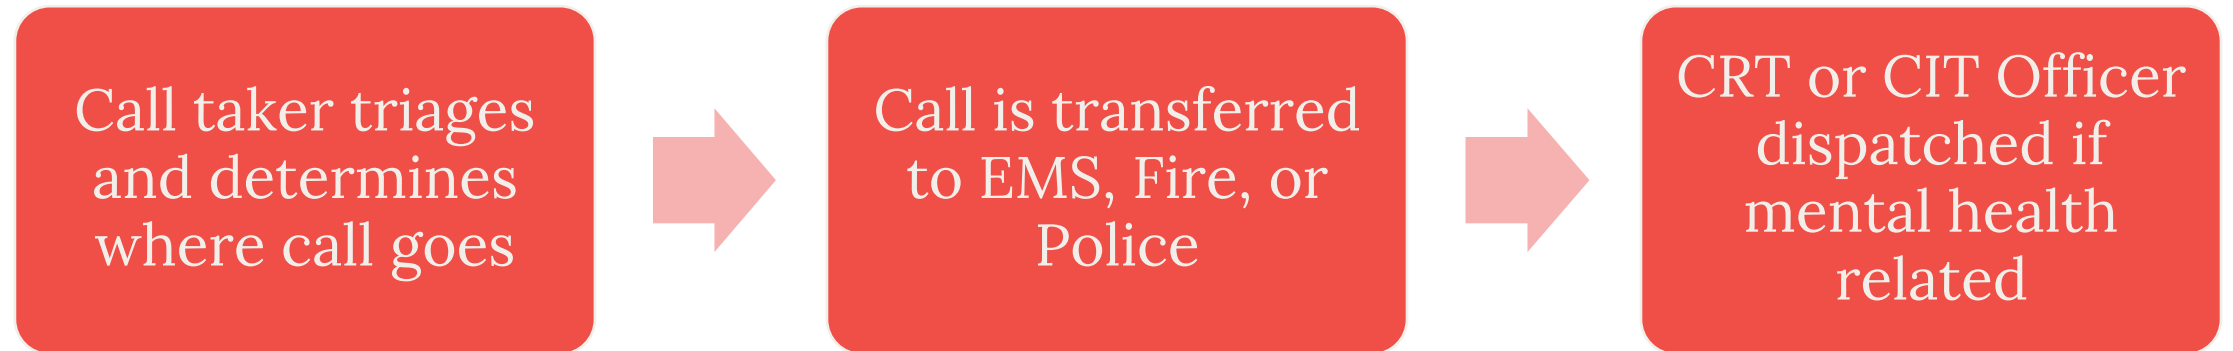 Call taker triages
and determines
where call goes
Call is transferred
to EMS, Fire, or
Police
CRT or CIT Officer
dispatched if
mental health
related